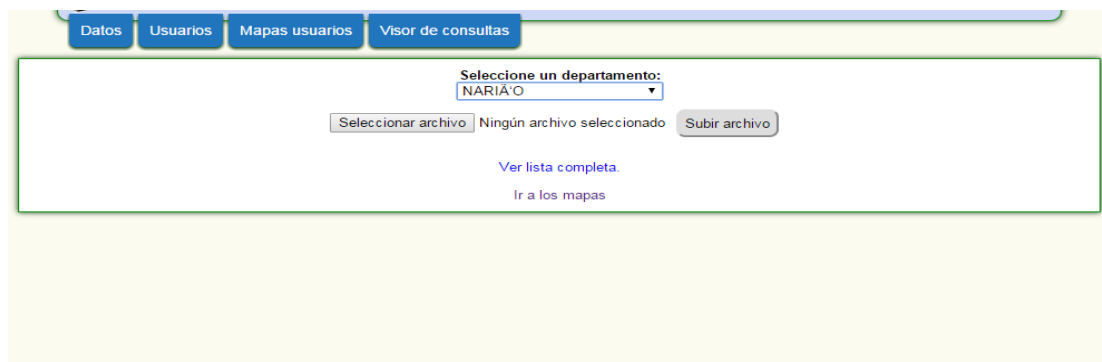 Datos Usuarios Mapas usuarios Visor de consultas
Seleccione un departamento:
NARIÃ‘O
Seleccionar archivo Ningún archivo seleccionado Subir archivo
Ver lista completa.
Ir a los mapas